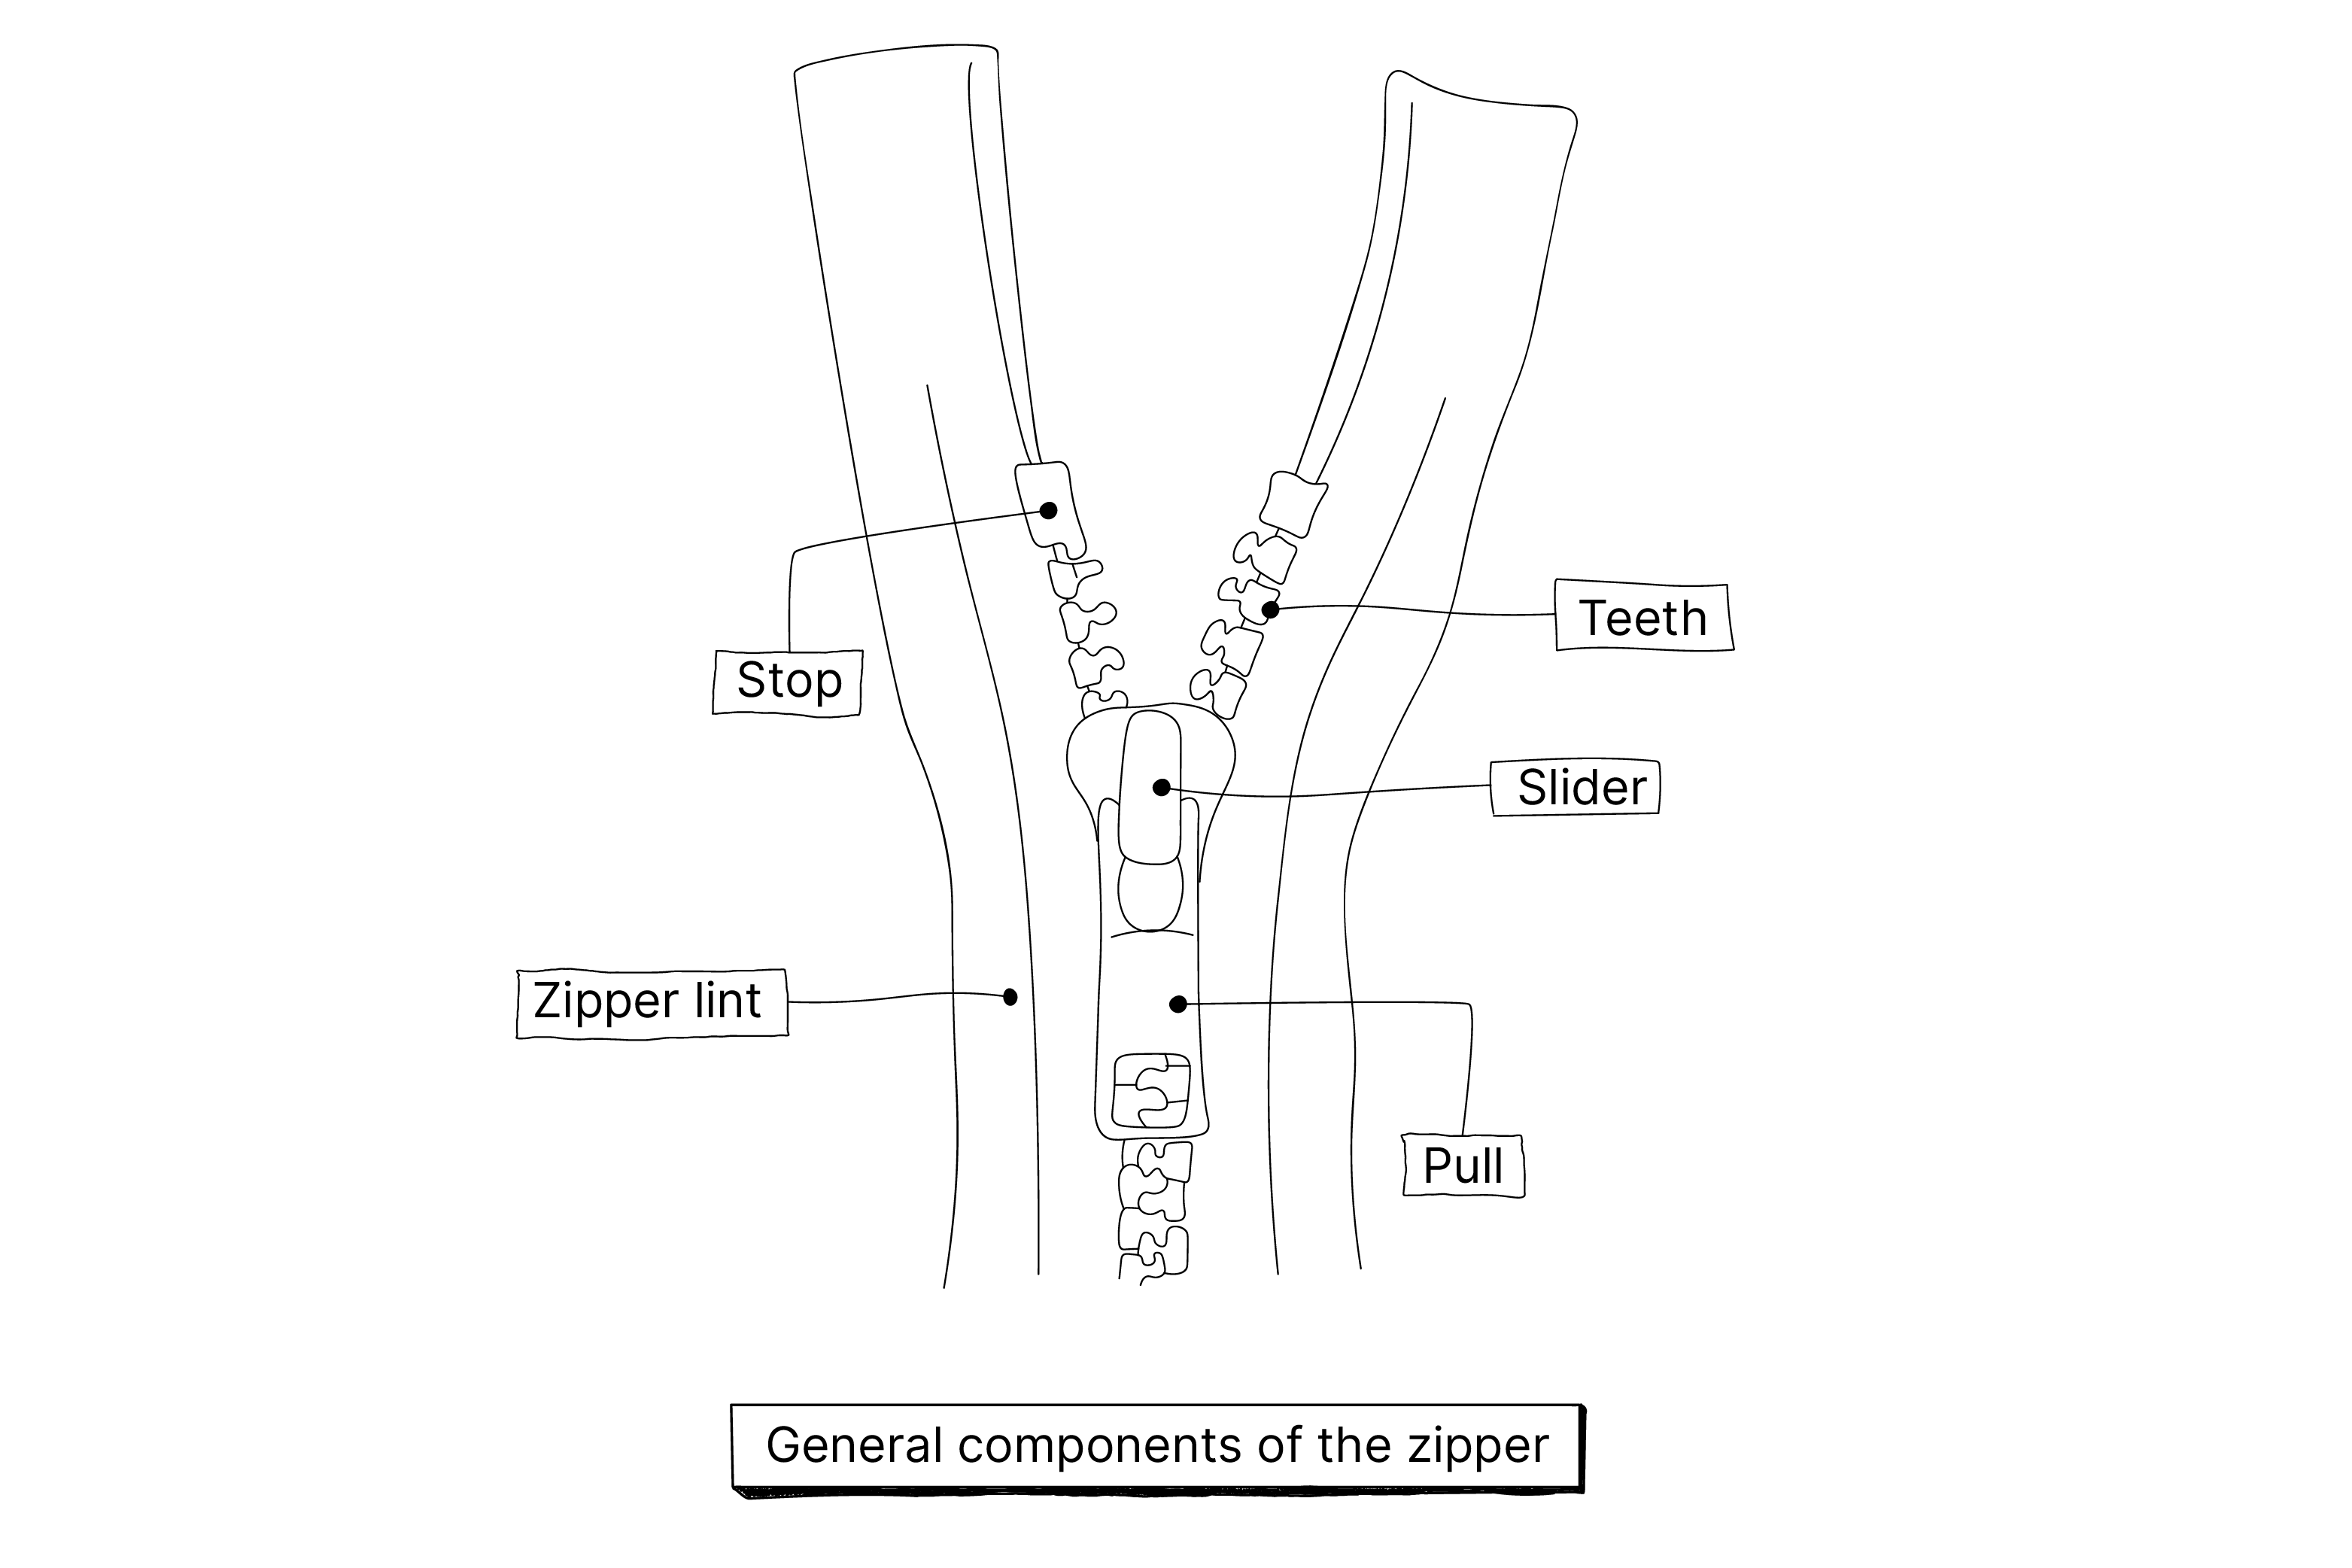 Teeth
Stop
Slider
Zipper lint
Pull
General components of the zipper